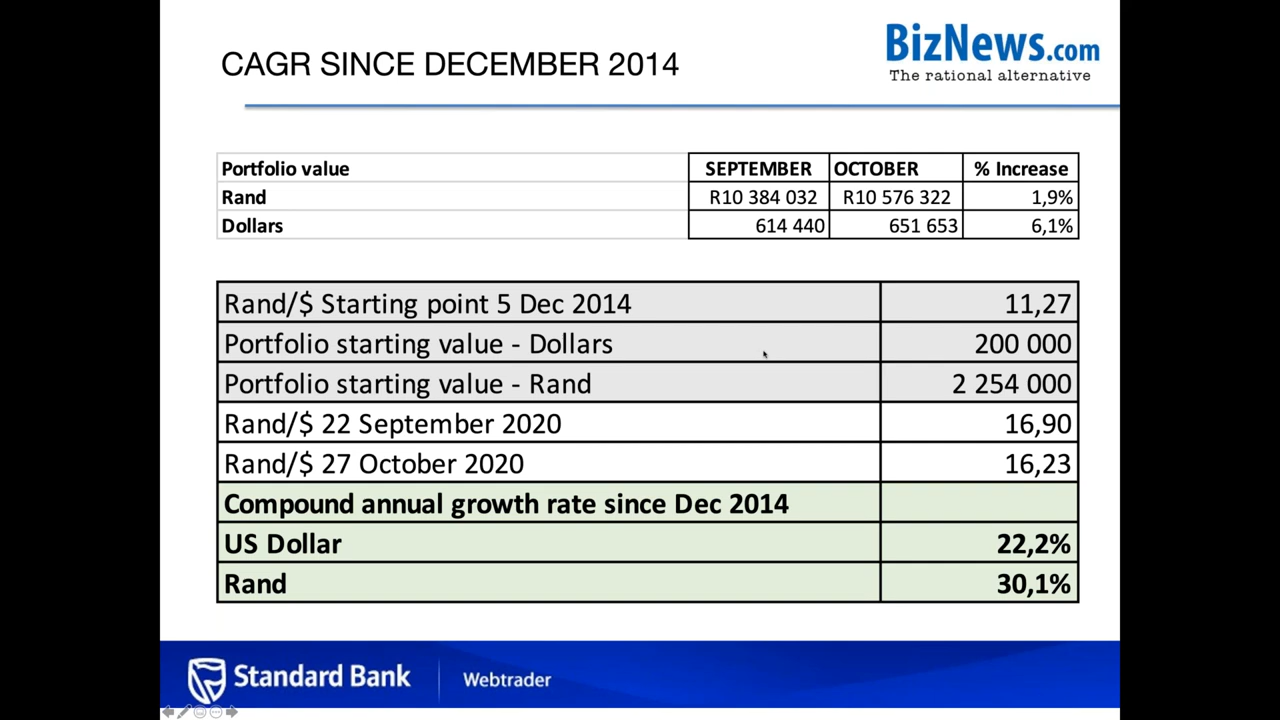 CAGR SINCE DECEMBER 2014
BizNews.com
The rational alternative
Portfolio value SEPTEMBER OCTOBER % Increase
Rand R10 384 032 R10 576 322 1,9%
Dollars 614 440 651 653 6,1%
Rand/$ Starting point 5 Dec 2014 11,27
Portfolio starting value - Dollars 200 000
Portfolio starting value - Rand 2 254 000
Rand/$ 22 September 2020 16,90
Rand/$ 27 October 2020 16,23
Compound annual growth rate since Dec 2014
US Dollar 22,2%
Rand 30,1%
Standard Bank Webtrader